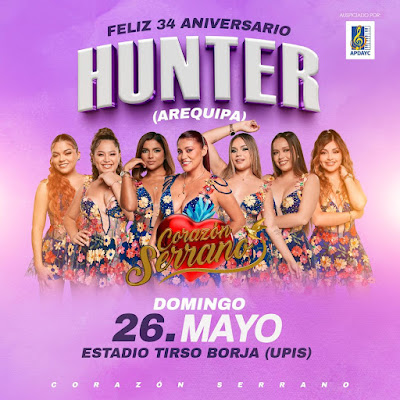 AUSPICIADO POR:
APDAYC
FELIZ 34 ANIVERSARIO
HUNTER
(AREQUIPA)
Corazón
Serrano
DOMINGO
26. MAYO
ESTADIO TIRSO BORJA (UPIS)
CORAZÓN SERRANO